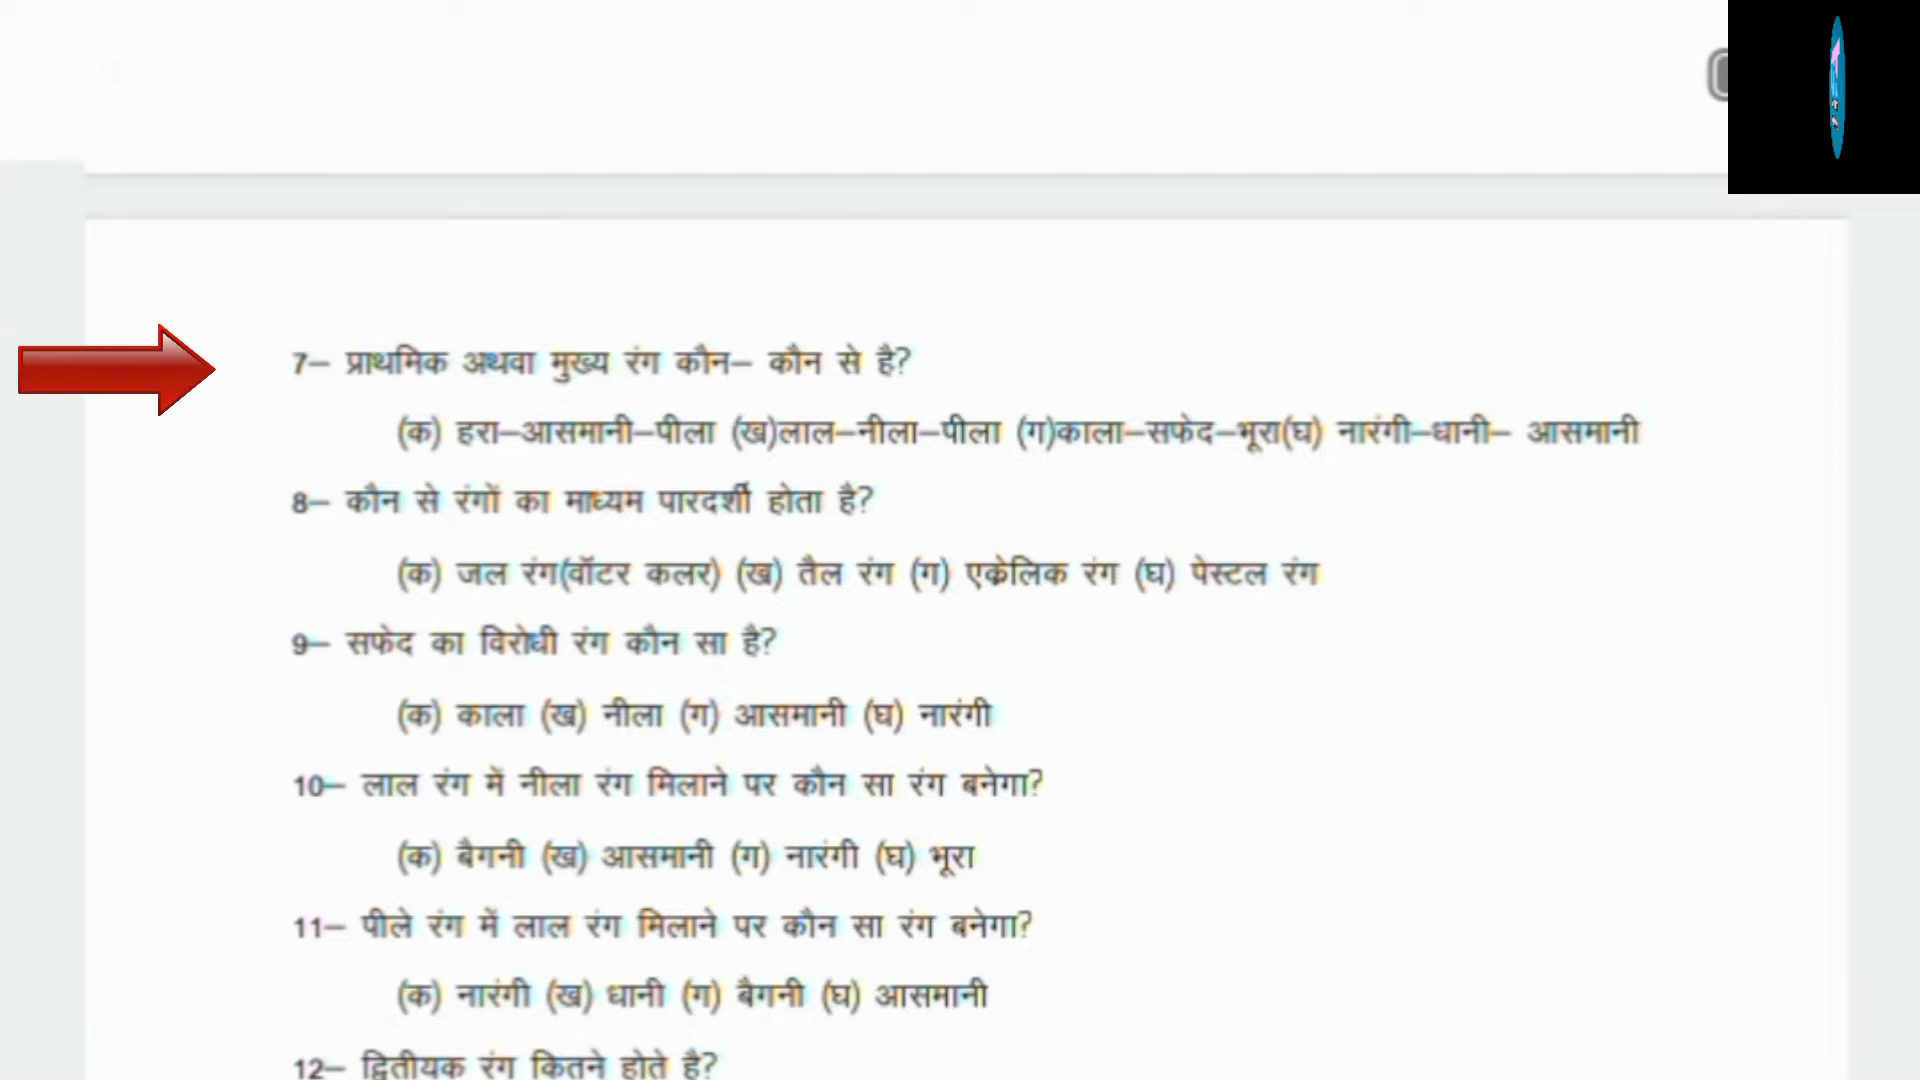 7– प्राथमिक अथवा मुख्य रंग कौन– कौन से है?
(क) हरा–आसमानी–पीला (ख)लाल–नीला–पीला (ग)काला–सफेद–भूरा(घ) नारंगी–धानी– आसमानी
8– कौन से रंगों का माध्यम पारदर्शी होता है?
(क) जल रंग(वॉटर कलर) (ख) तैल रंग (ग) एक्रेलिक रंग (घ) पेस्टल रंग
9– सफेद का विरोधी रंग कौन सा है?
(क) काला (ख) नीला (ग) आसमानी (घ) नारंगी
10– लाल रंग में नीला रंग मिलाने पर कौन सा रंग बनेगा?
(क) बैगनी (ख) आसमानी (ग) नारंगी (घ) भूरा
11– पीले रंग में लाल रंग मिलाने पर कौन सा रंग बनेगा?
(क) नारंगी (ख) धानी (ग) बैगनी (घ) आसमानी
12– द्वितीयक रंग कितने होते है?